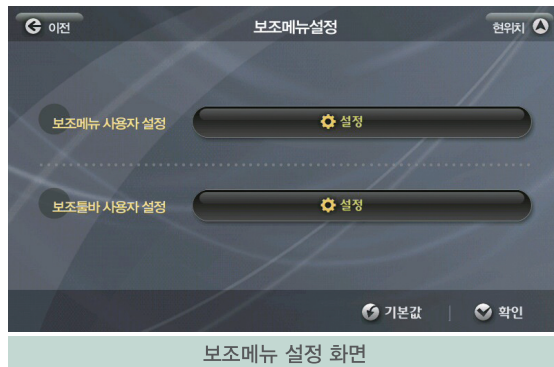 이전 보조메뉴설정 현위치
보조메뉴 사용자 설정 설정
보조툴바 사용자 설정 설정
기본값 확인
보조메뉴 설정 화면